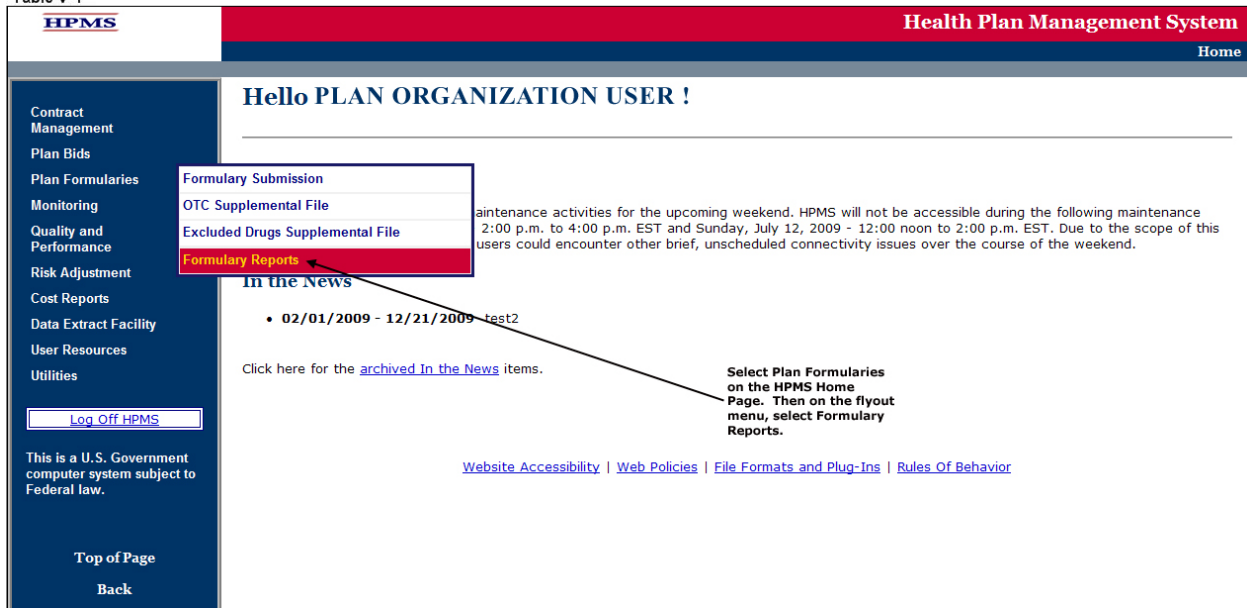 HPMS
Health Plan Management System
Home
Contract
Management
Plan Bids
Plan Formularies
Monitoring
Quality and
Performance
Risk Adjustment
Cost Reports
Data Extract Facility
User Resources
Utilities
Log Off HPMS
This is a U.S. Government
computer system subject to
Federal law.
Top of Page
Back
Formulary Submission
OTC Supplemental File
Excluded Drugs Supplemental File
Formulary Reports
Hello PLAN ORGANIZATION USER !
aintenance activities for the upcoming weekend. HPMS will not be accessible during the following maintenance
2:00 p.m. to 4:00 p.m. EST and Sunday, July 12, 2009 - 12:00 noon to 2:00 p.m. EST. Due to the scope of this
users could encounter other brief, unscheduled connectivity issues over the course of the weekend.
In the News
• 02/01/2009 - 12/21/2009 test2
Click here for the archived In the News items.
Select Plan Formularies
on the HPMS Home
Page. Then on the flyout
menu, select Formulary
Reports.
Website Accessibility | Web Policies | File Formats and Plug-Ins | Rules Of Behavior